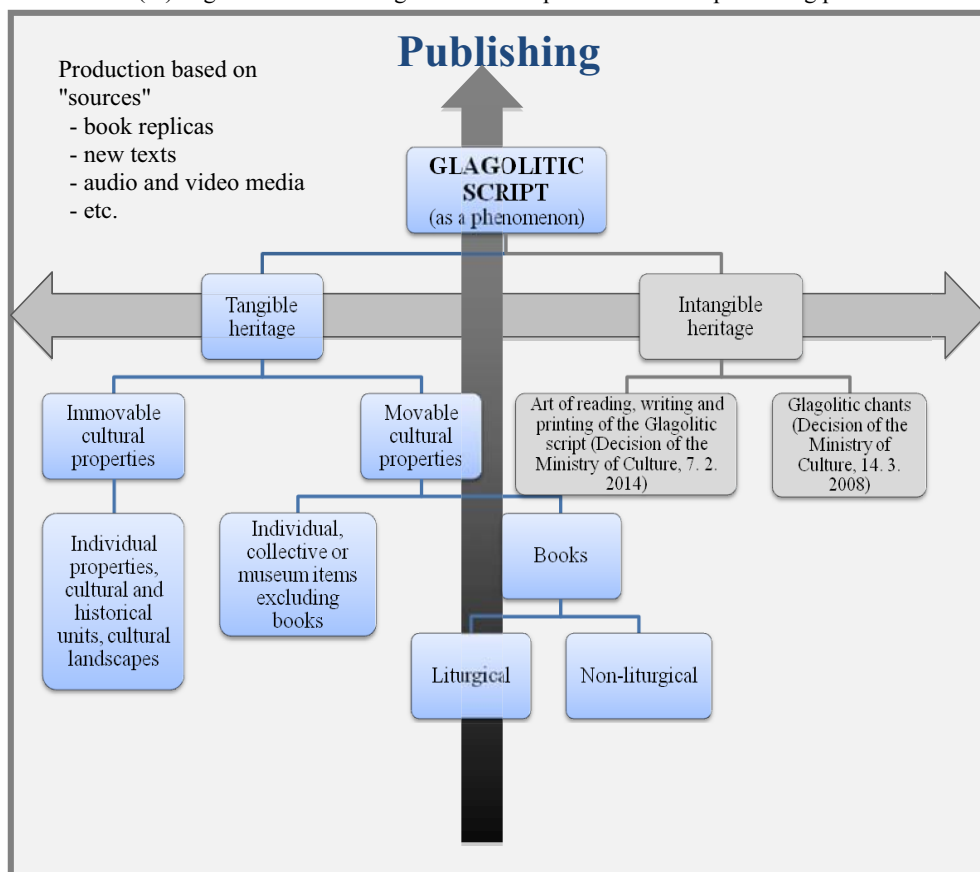 Publishing
Production based on
"sources"
- book replicas
- new texts
- audio and video media
- etc.
GLAGOLITIC
SCRIPT
(as a phenomenon)
Tangible
heritage
Intangible
heritage
Immovable
cultural
properties
Movable
cultural
properties
Art of reading, writing and
printing of the Glagolitic
script (Decision of the
Ministry of Culture, 7. 2.
2014)
Glagolitic chants
(Decision of the
Ministry of
Culture, 14. 3.
2008)
Individual
properties,
cultural and
historical
units, cultural
landscapes
Individual,
collective or
museum items
excluding
books
Books
Liturgical
Non-liturgical